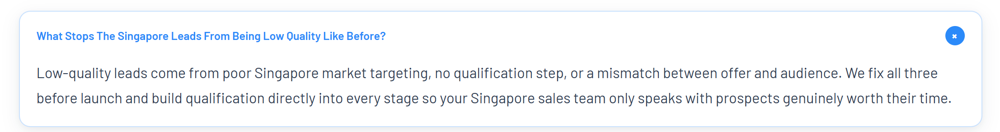 What Stops The Singapore Leads From Being Low Quality Like Before?
Low-quality leads come from poor Singapore market targeting, no qualification step, or a mismatch between offer and audience. We fix all three
before launch and build qualification directly into every stage so your Singapore sales team only speaks with prospects genuinely worth their time.